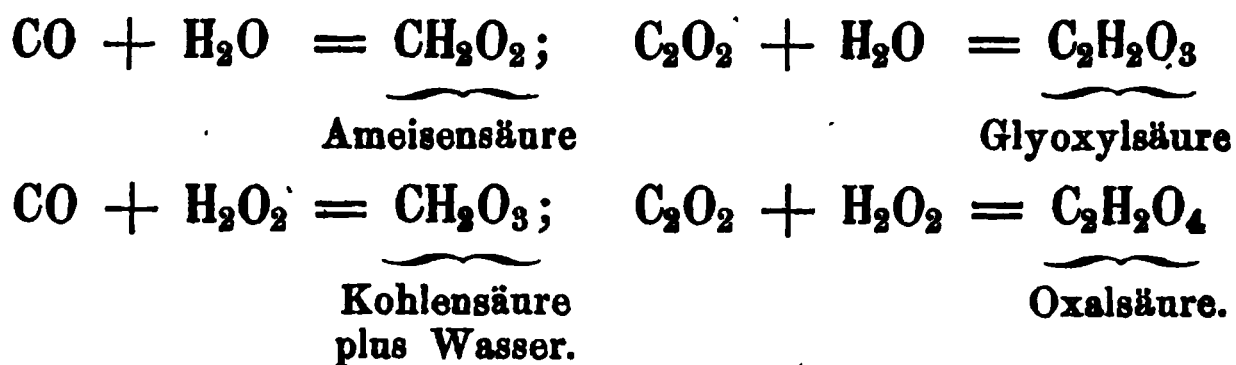 CO + H₂O = CH₂O₂; C₂O₂ + H₂O = C₂H₂O₃
Ameisensäure Glyoxylsäure
CO + H₂O₂ = CH₂O₃; C₂O₂ + H₂O₂ = C₂H₂O₄
Kohlensäure Oxalsäure.
plus Wasser.